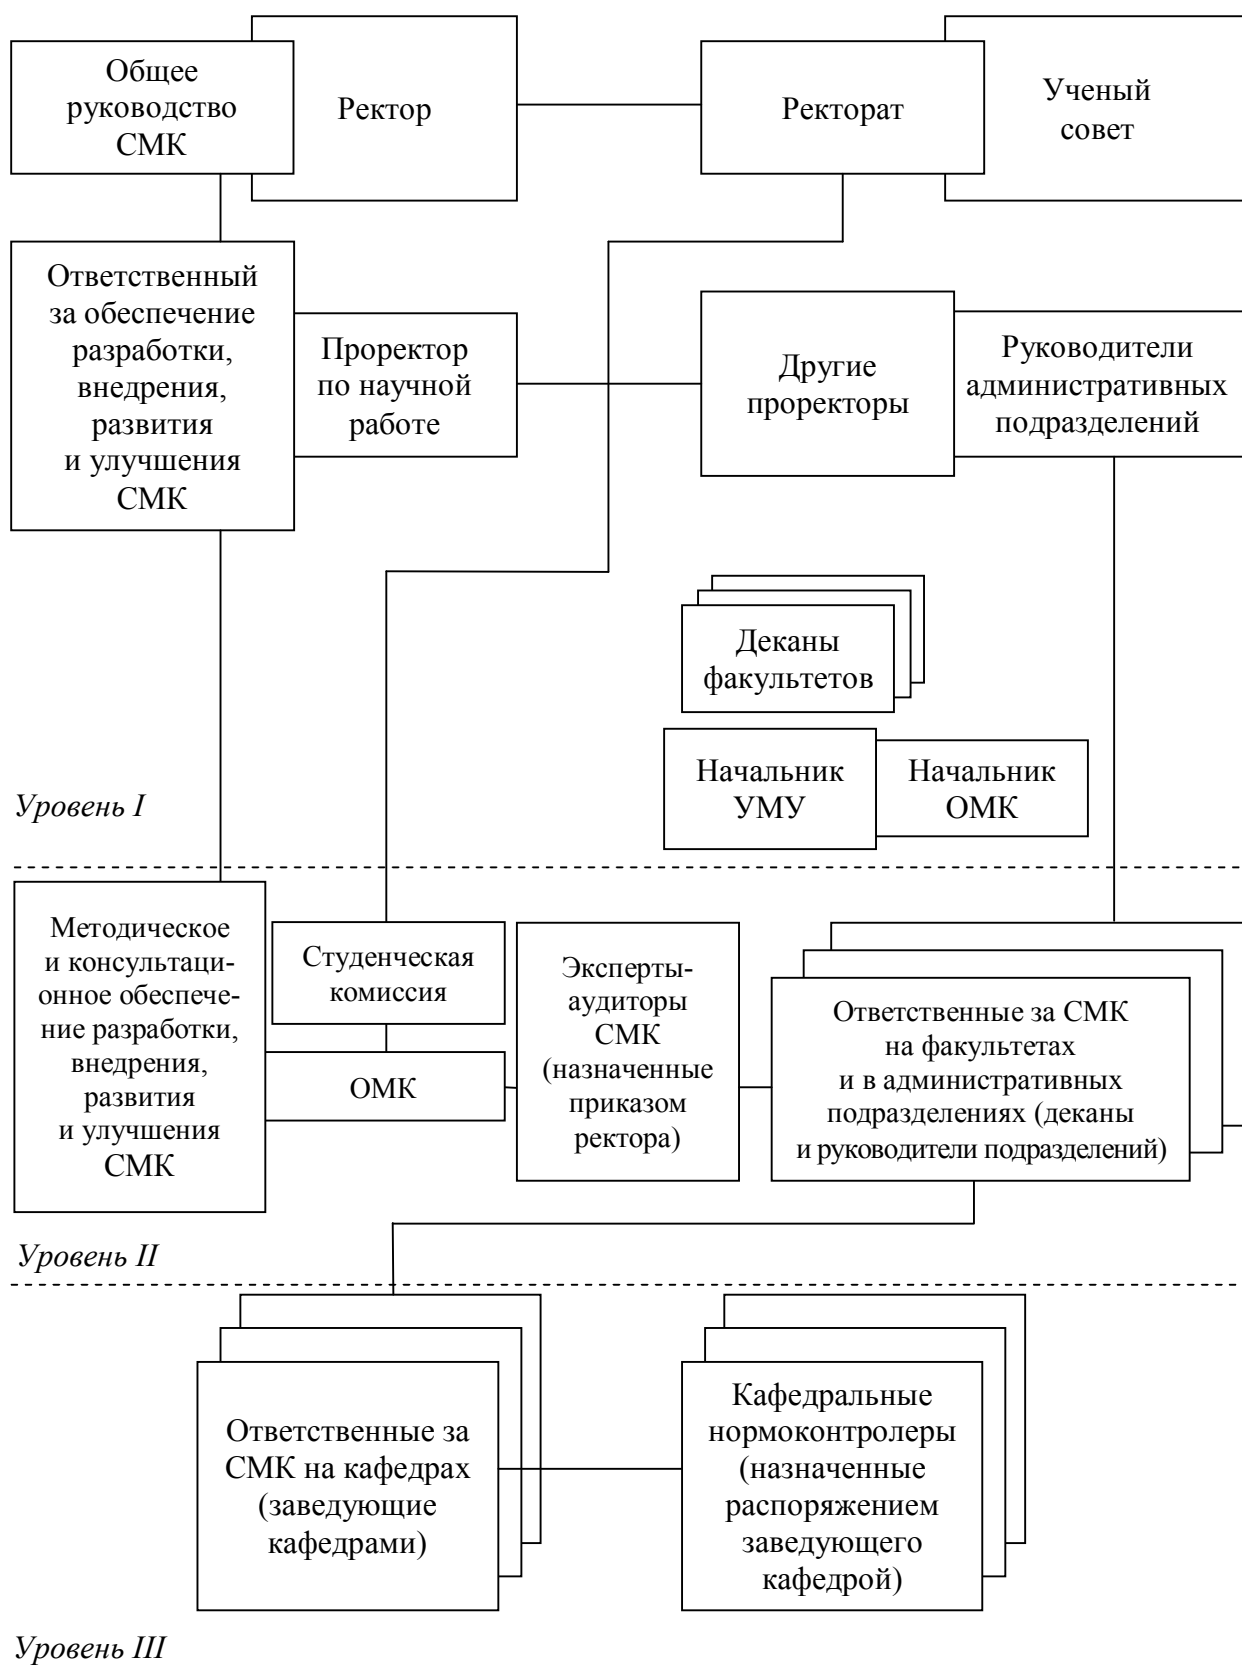 Общее
руководство
СМК
Ректор
Ректорат
Ученый
совет
Ответственный
за обеспечение
разработки,
внедрения,
развития
и улучшения
СМК
Проректор
по научной
работе
Другие
проректоры
Руководители
административных
подразделений
Деканы
факультетов
Начальник
УМУ
Начальник
ОМК
Уровень I
Методическое
и консультаци-
онное обеспече-
ние разработки,
внедрения,
развития
и улучшения
СМК
Студенческая
комиссия
ОМК
Эксперты-
аудиторы
СМК
(назначенные
приказом
ректора)
Ответственные за СМК
на факультетах
и в административных
подразделениях (деканы
и руководители подразделений)
Уровень II
Ответственные за
СМК на кафедрах
(заведующие
кафедрами)
Кафедральные
нормоконтролеры
(назначенные
распоряжением
заведующего
кафедрой)
Уровень III